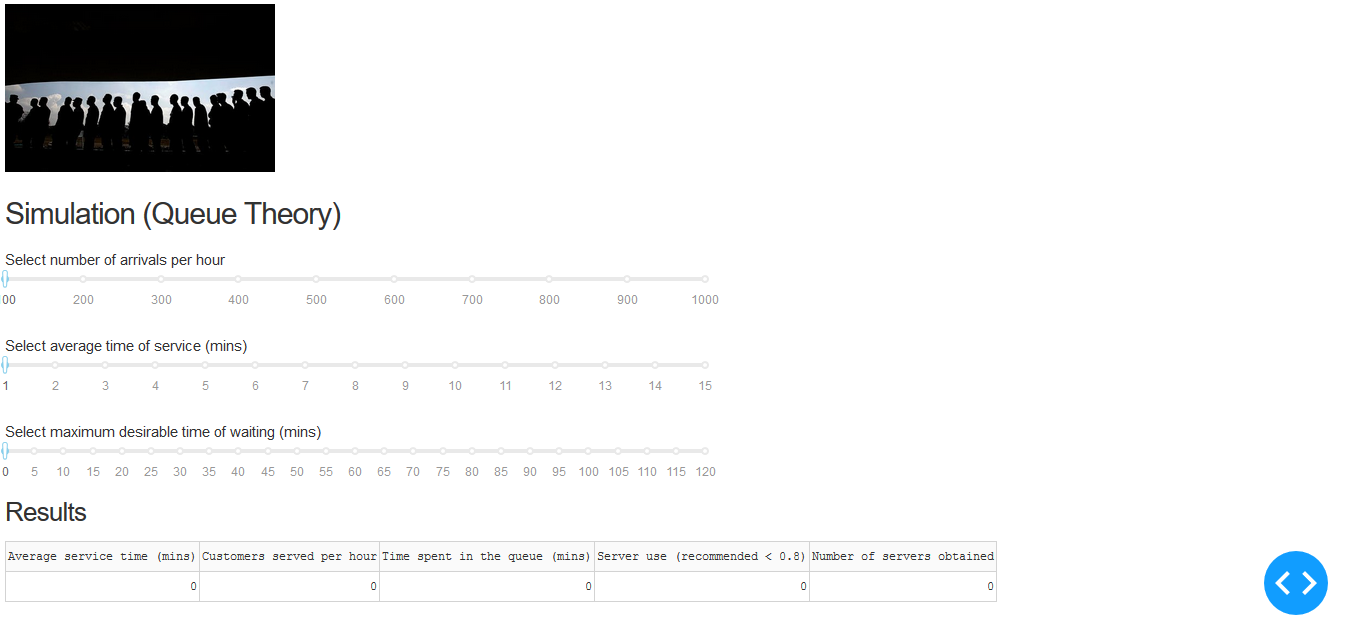 Simulation (Queue Theory)
Select number of arrivals per hour
00 200 300 400 500 600 700 800 900 1000
Select average time of service (mins)
1 2 3 4 5 6 7 8 9 10 11 12 13 14 15
Select maximum desirable time of waiting (mins)
0 5 10 15 20 25 30 35 40 45 50 55 60 65 70 75 80 85 90 95 100 105 110 115 120
Results
Average service time (mins) Customers served per hour Time spent in the queue (mins) Server use (recommended < 0.8) Number of servers obtained
0 0 0 0 0